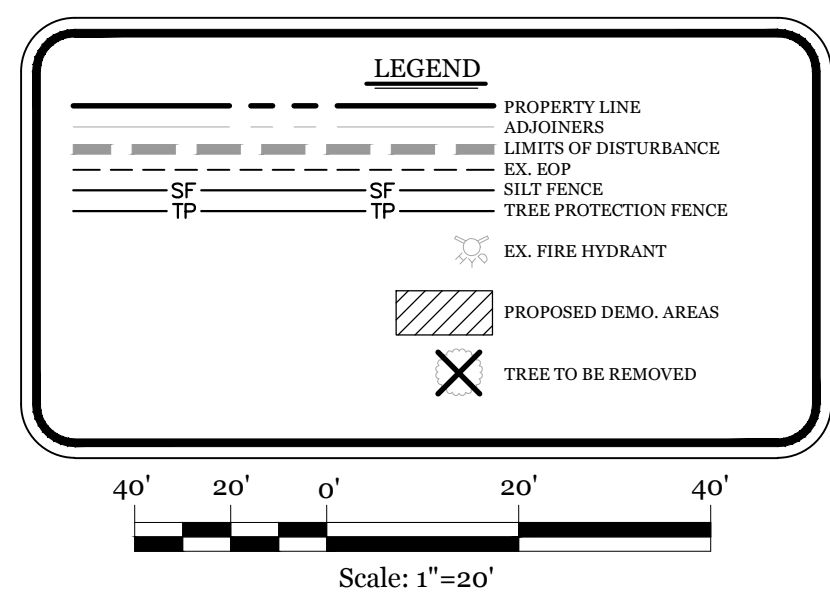 LEGEND
PROPERTY LINE
ADJOINERS
LIMITS OF DISTURBANCE
EX. EOP
SF SF SILT FENCE
TP TP TREE PROTECTION FENCE
HYD EX. FIRE HYDRANT
PROPOSED DEMO. AREAS
TREE TO BE REMOVED
40' 20' 0' 20' 40'
Scale: 1"=20'